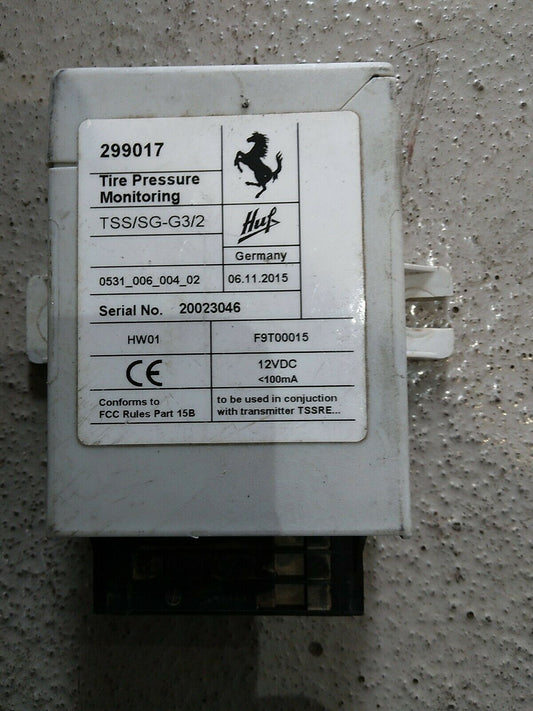 299017
Tire Pressure
Monitoring
TSS/SG-G3/2
Huf
Germany
0531_006_004_02
06.11.2015
Serial No. 20023046
HW01
F9T00015
CE
12VDC
<100mA
Conforms to
FCC Rules Part 15B
to be used in conjuction
with transmitter TSSRE...